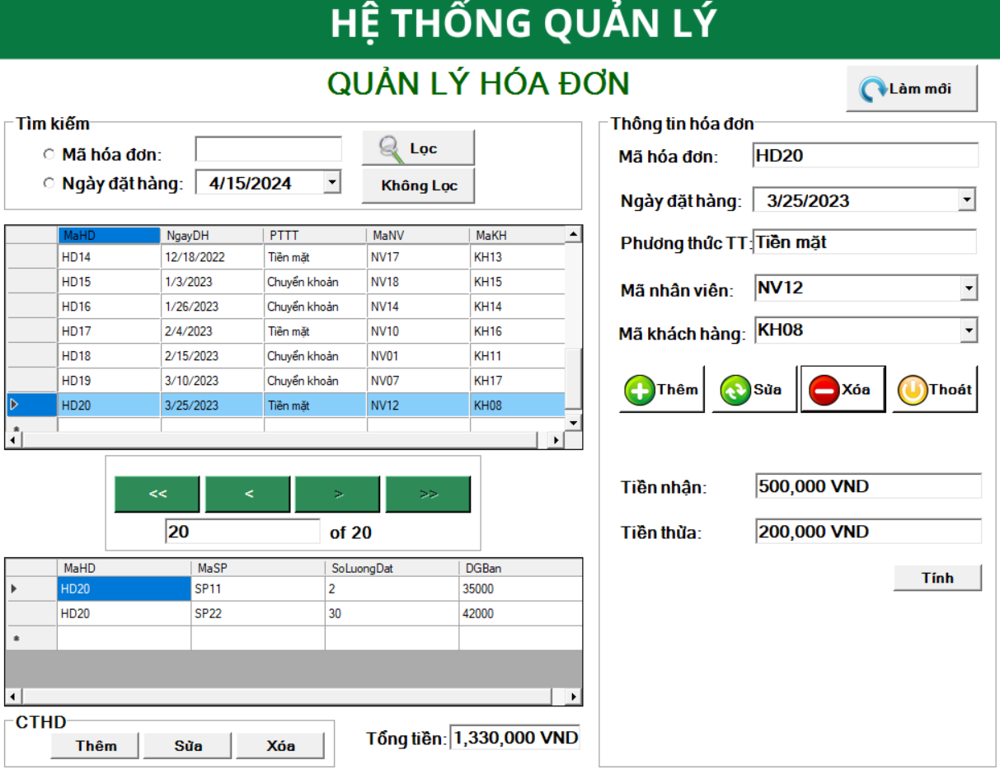 HỆ THỐNG QUẢN LÝ
QUẢN LÝ HÓA ĐƠN
Làm mới
Tìm kiếm
Mã hóa đơn:
Lọc
Ngày đặt hàng: 4/15/2024
Không Lọc
MaHD NgayDH PTTT MaNV MaKH
HD14 12/18/2022 Tiền mặt NV17 KH13
HD15 1/3/2023 Chuyển khoản NV18 KH15
HD16 1/26/2023 Chuyển khoản NV14 KH14
HD17 2/4/2023 Tiền mặt NV10 KH16
HD18 2/15/2023 Chuyển khoản NV01 KH11
HD19 3/10/2023 Chuyển khoản NV07 KH17
HD20 3/25/2023 Tiền mặt NV12 KH08
<< < > >>
20 of 20
MaHD MaSP SoLuongDat DGBan
HD20 SP11 2 35000
HD20 SP22 30 42000
CTHD
Thêm Sửa Xóa
Tổng tiền: 1,330,000 VND
Thông tin hóa đơn
Mã hóa đơn: HD20
Ngày đặt hàng: 3/25/2023
Phương thức TT: Tiền mặt
Mã nhân viên: NV12
Mã khách hàng: KH08
Thêm Sửa Xóa Thoát
Tiền nhận: 500,000 VND
Tiền thửa: 200,000 VND
Tính